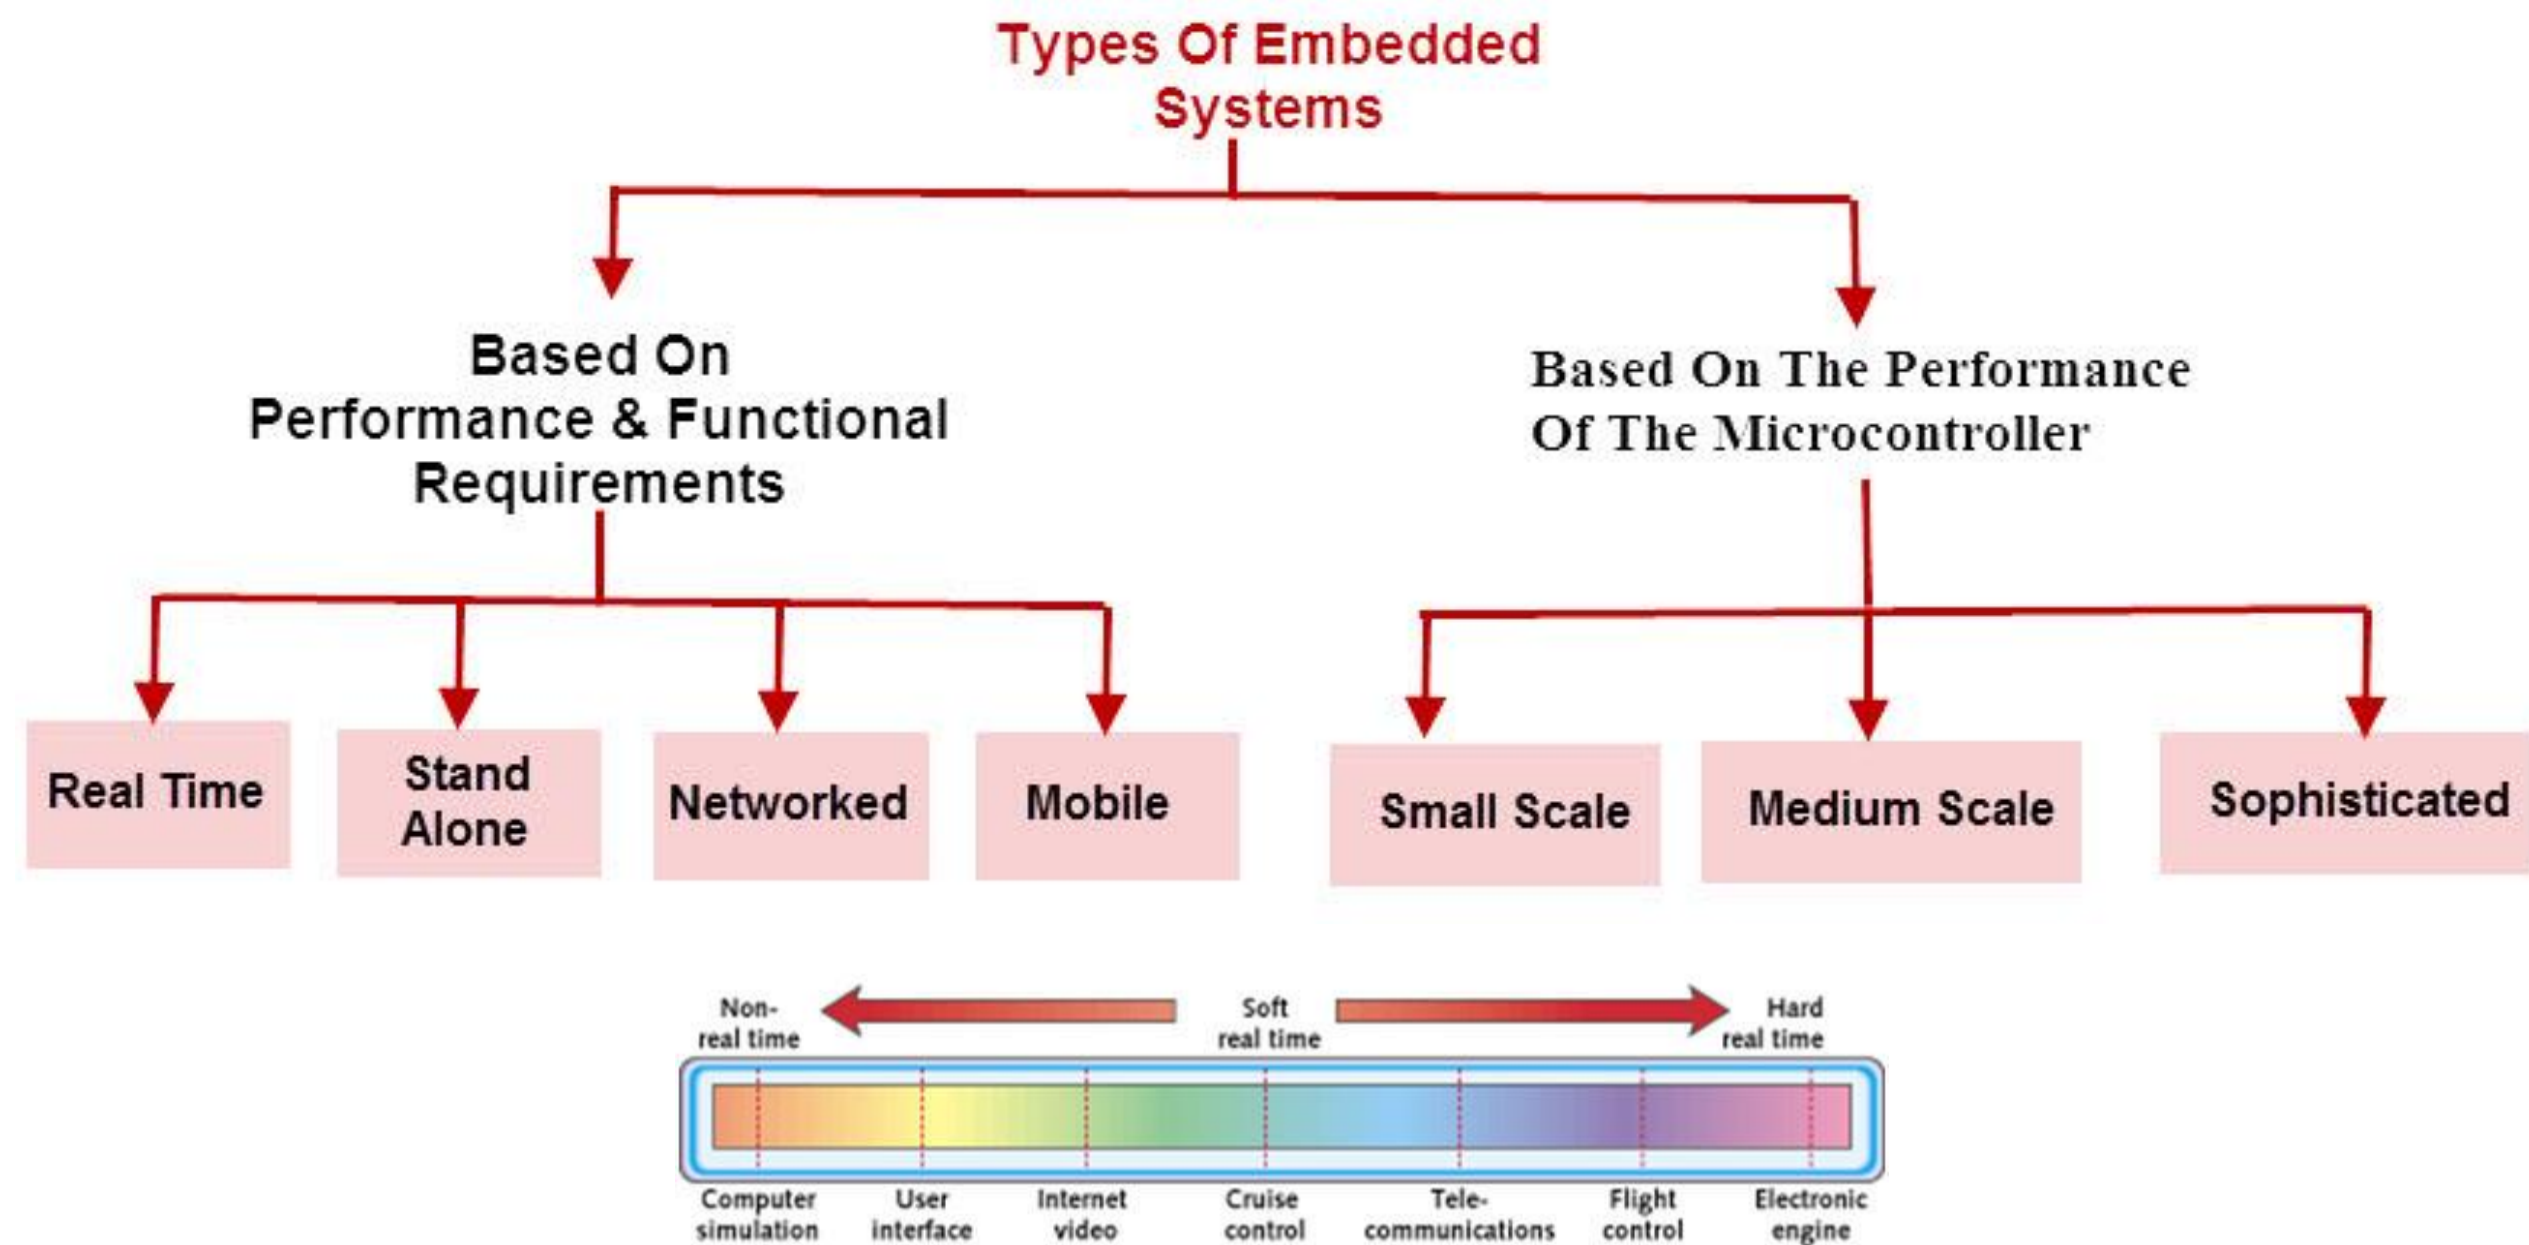 Types Of Embedded
Systems
Based On
Performance & Functional
Requirements
Based On The Performance
Of The Microcontroller
Real Time
Stand
Alone
Networked
Mobile
Small Scale
Medium Scale
Sophisticated
Non-
real time
Soft
real time
Hard
real time
Computer
simulation
User
interface
Internet
video
Cruise
control
Tele-
communications
Flight
control
Electronic
engine